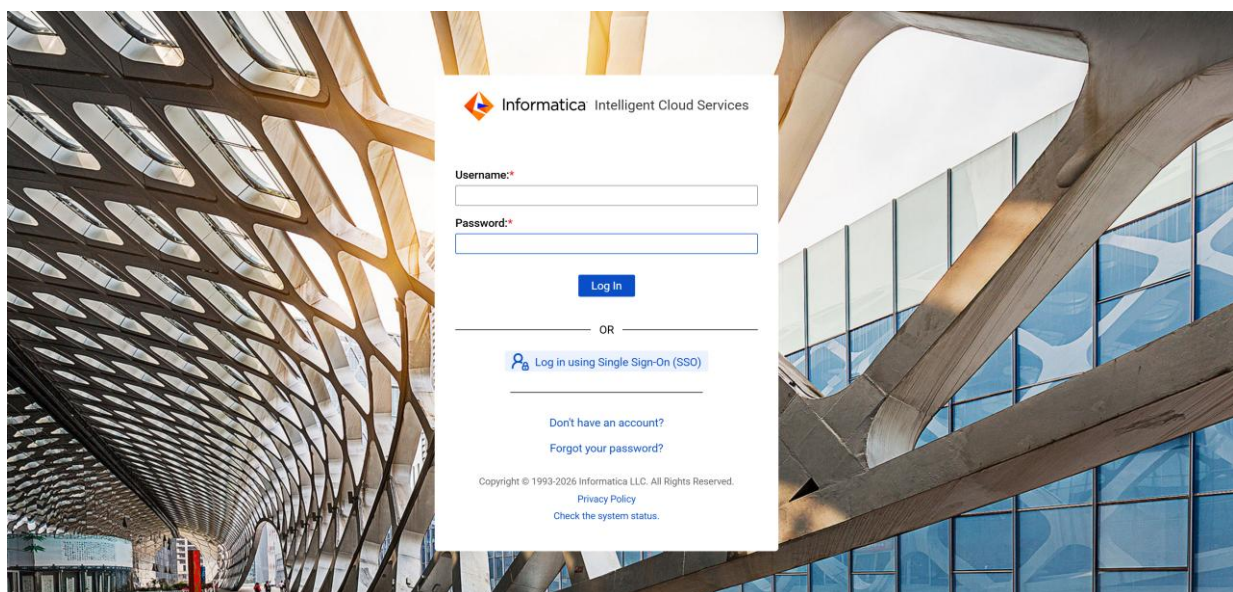 Informatica Intelligent Cloud Services
Username:*
Password:*
Log In
OR
Log in using Single Sign-On (SSO)
Don't have an account?
Forgot your password?
Copyright © 1993-2026 Informatica LLC. All Rights Reserved.
Privacy Policy
Check the system status.